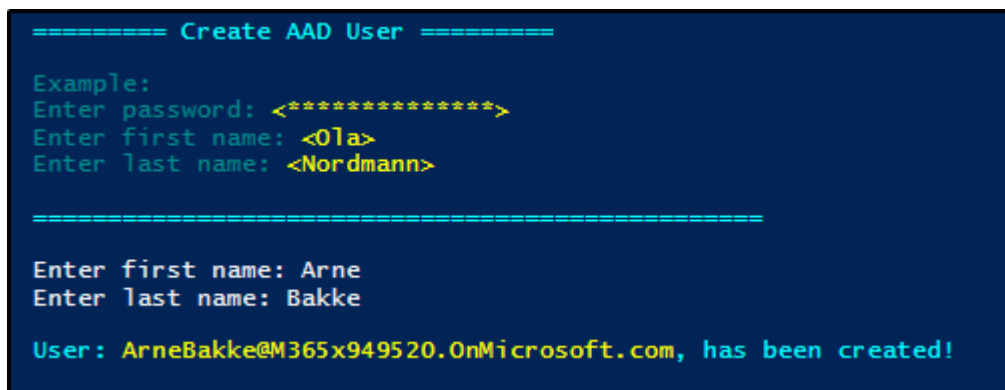 ========= Create AAD User =========
Example:
Enter password: <**************>
Enter first name: <Ola>
Enter last name: <Nordmann>
==================================================
Enter first name: Arne
Enter last name: Bakke
User: ArneBakke@M365x949520.OnMicrosoft.com, has been created!